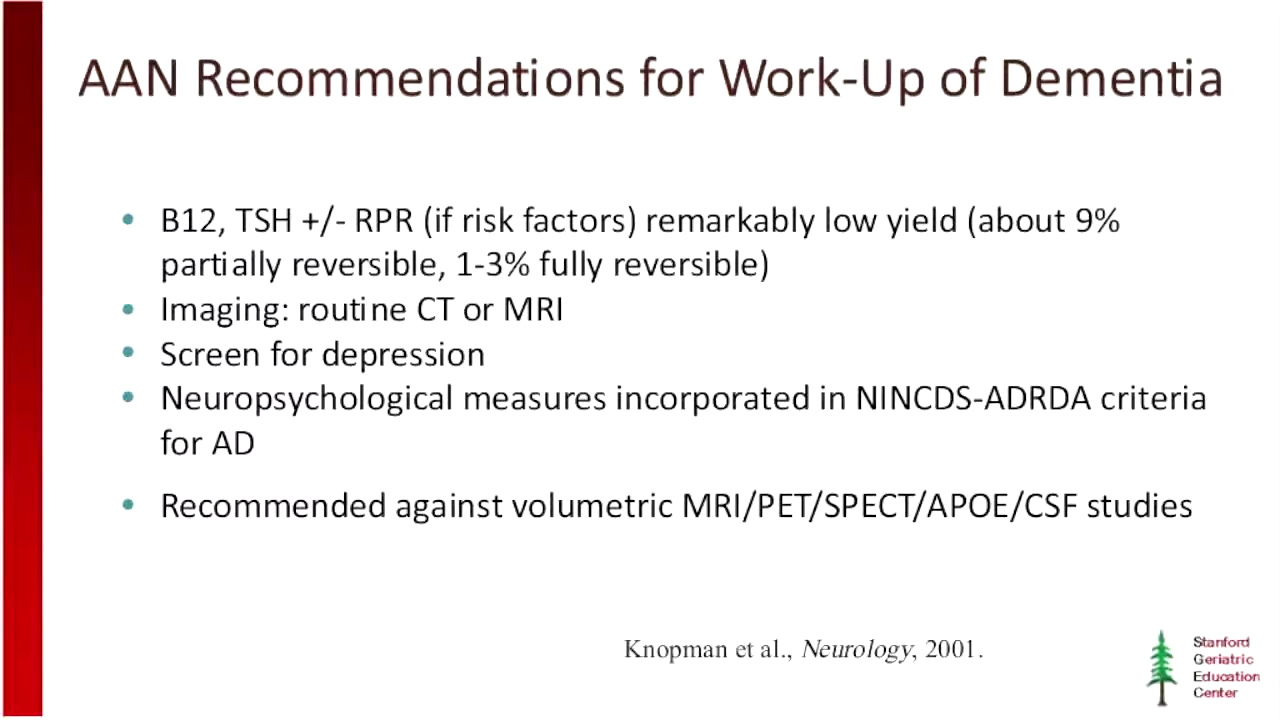 AAN Recommendations for Work-Up of Dementia
• B12, TSH +/- RPR (if risk factors) remarkably low yield (about 9%
partially reversible, 1-3% fully reversible)
• Imaging: routine CT or MRI
• Screen for depression
• Neuropsychological measures incorporated in NINCDS-ADRDA criteria
for AD
• Recommended against volumetric MRI/PET/SPECT/APOE/CSF studies
Knopman et al., Neurology, 2001.
Stanford
Geriatric
Education
Center